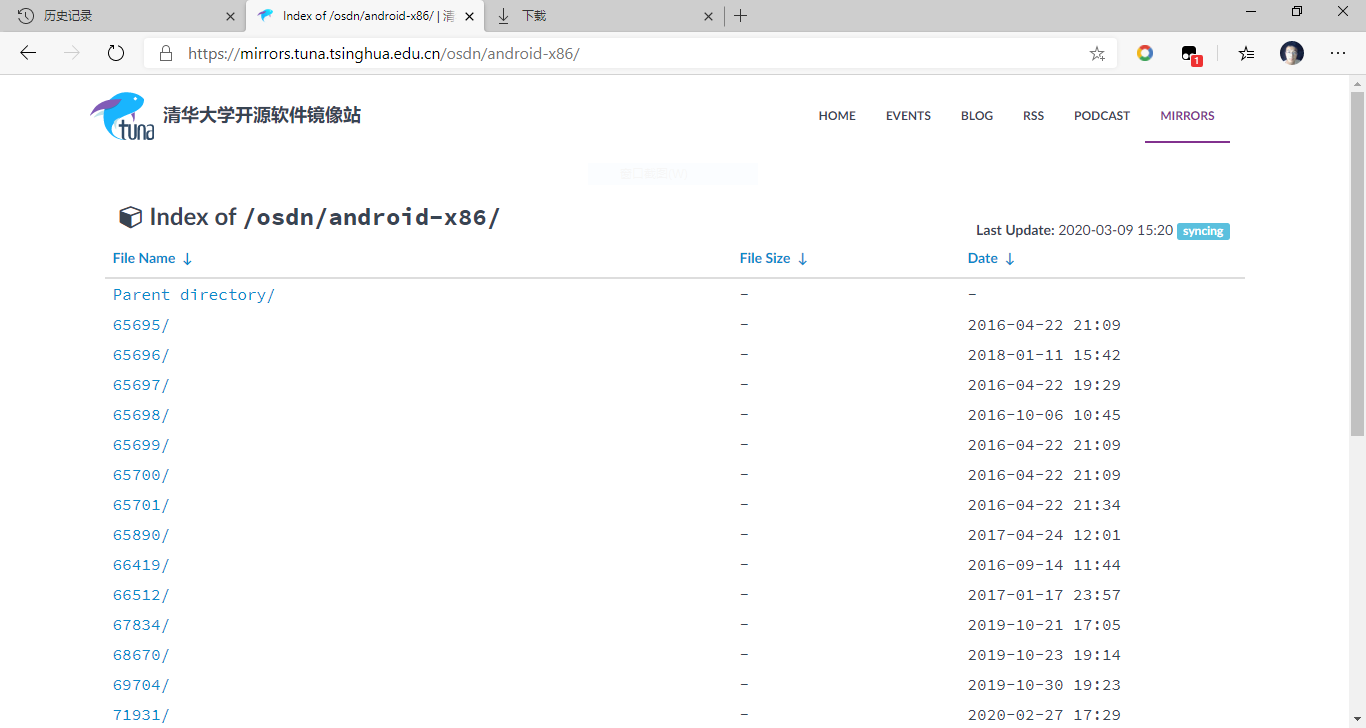 历史记录
Index of /osdn/android-x86/ | 清
下载
https://mirrors.tuna.tsinghua.edu.cn/osdn/android-x86/
1
tuna
清华大学开源软件镜像站
HOME EVENTS BLOG RSS PODCAST MIRRORS
Index of /osdn/android-x86/
Last Update: 2020-03-09 15:20 syncing
File Name ↓ File Size ↓ Date ↓
Parent directory/ - -
65695/ - 2016-04-22 21:09
65696/ - 2018-01-11 15:42
65697/ - 2016-04-22 19:29
65698/ - 2016-10-06 10:45
65699/ - 2016-04-22 21:09
65700/ - 2016-04-22 21:09
65701/ - 2016-04-22 21:34
65890/ - 2017-04-24 12:01
66419/ - 2016-09-14 11:44
66512/ - 2017-01-17 23:57
67834/ - 2019-10-21 17:05
68670/ - 2019-10-23 19:14
69704/ - 2019-10-30 19:23
71931/ - 2020-02-27 17:29